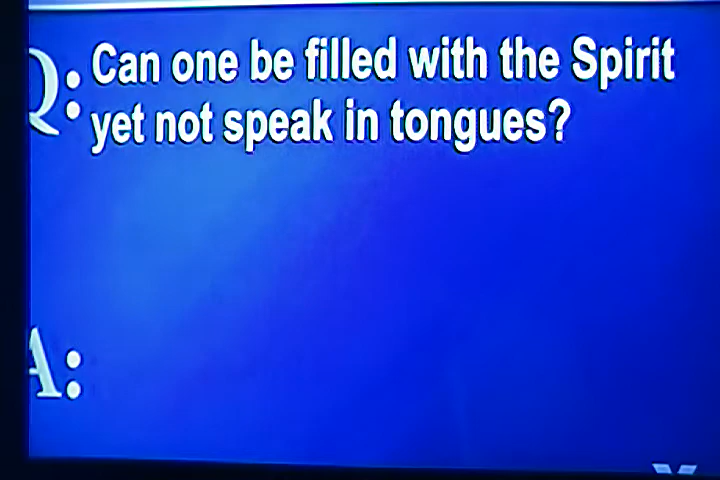 Q: Can one be filled with the Spirit
yet not speak in tongues?
A: